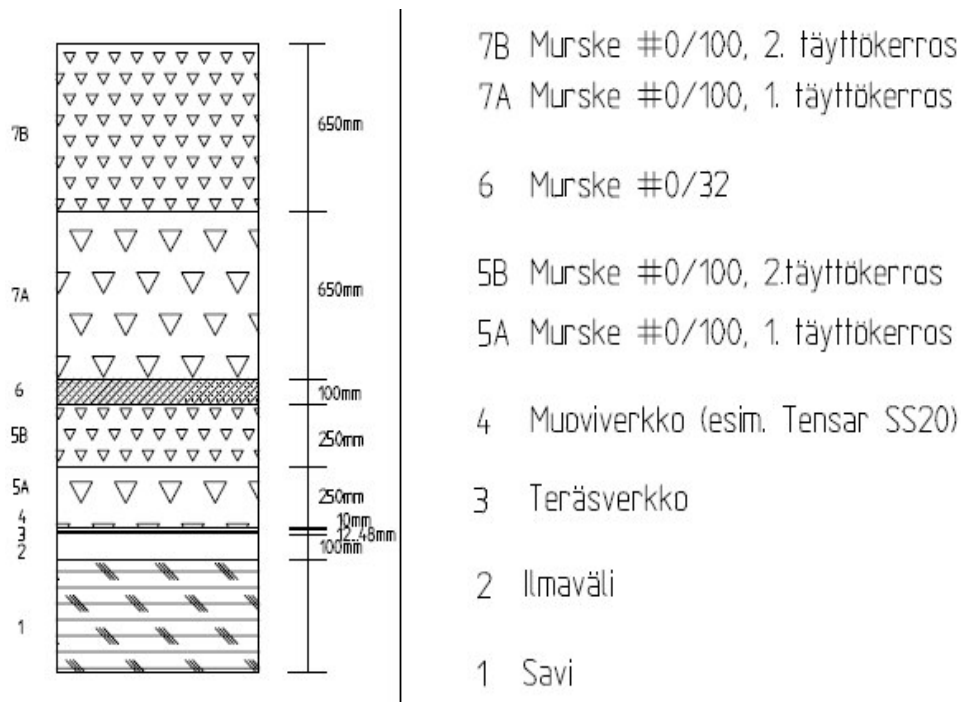 7B
7A
6
5B
5A
4
3
2
1
650mm
650mm
100mm
250mm
250mm
10mm
12..48mm
100mm
7B Murske #0/100, 2. täyttökerros
7A Murske #0/100, 1. täyttökerros
6 Murske #0/32
5B Murske #0/100, 2.täyttökerros
5A Murske #0/100, 1. täyttökerros
4 Muoviverkko (esim. Tensar SS20)
3 Teräsverkko
2 Ilmaväli
1 Savi